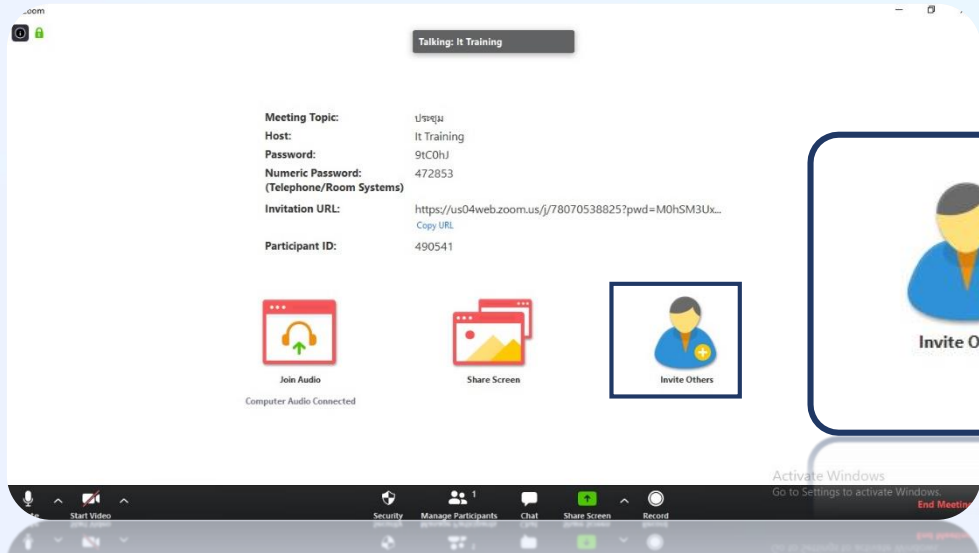 Talking: It Training
Meeting Topic: ประชุม
Host: It Training
Password: 9tC0hJ
Numeric Password: 472853
(Telephone/Room Systems)
Invitation URL: https://us04web.zoom.us/j/78070538825?pwd=M0hSM3Ux...
Copy URL
Participant ID: 490541
Join Audio
Computer Audio Connected
Share Screen
Invite Others
Invite O
Activate Windows
Go to Settings to activate Windows.
Start Video
Security
Manage Participants
1
Chat
Share Screen
Record
End Meetin